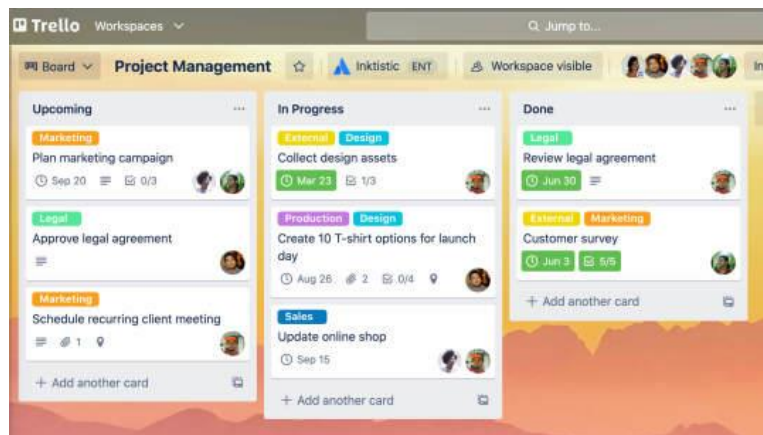 Trello Workspaces Jump to...
Board Project Management Inktistic ENT Workspace visible In
Upcoming
Marketing
Plan marketing campaign
Sep 20 0/3
Legal
Approve legal agreement
Marketing
Schedule recurring client meeting
1
+ Add another card
In Progress
External Design
Collect design assets
Mar 23 1/3
Production Design
Create 10 T-shirt options for launch
day
Aug 26 2 0/4
Sales
Update online shop
Sep 15
+ Add another card
Done
Legal
Review legal agreement
Jun 30
External Marketing
Customer survey
Jun 3 5/5
+ Add another card